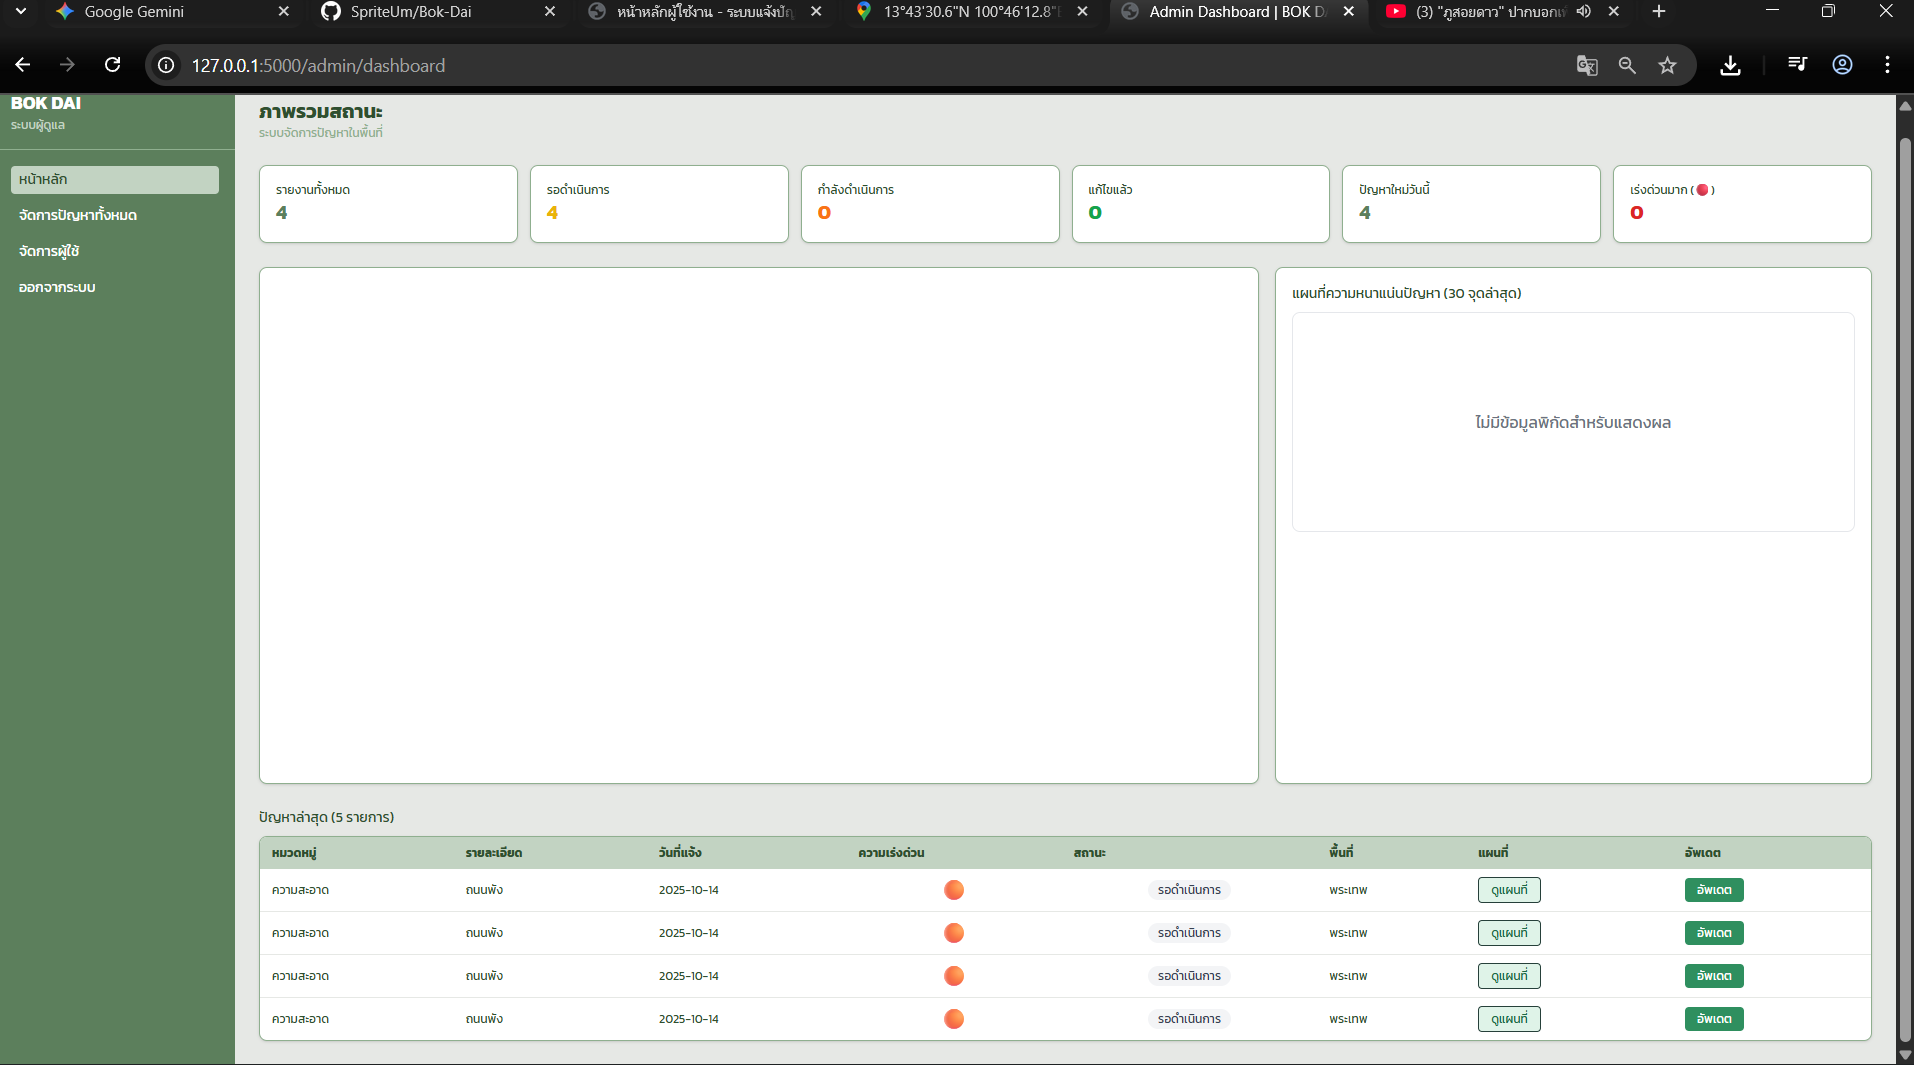 Google Gemini
SpriteUm/Bok-Dai
หน้าหลักผู้ใช้งาน - ระบบแจ้งปัญ
13°43'30.6"N 100°46'12.8"E
Admin Dashboard | BOK D
(3) "ภูสอยดาว" ปากบอกเ
127.0.0.1:5000/admin/dashboard
BOK DAI
ระบบผู้ดูแล
หน้าหลัก
จัดการปัญหาทั้งหมด
จัดการผู้ใช้
ออกจากระบบ
ภาพรวมสถานะ
ระบบจัดการปัญหาในพื้นที่
รายงานทั้งหมด
4
รอดำเนินการ
4
กำลังดำเนินการ
0
แก้ไขแล้ว
0
ปัญหาใหม่วันนี้
4
เร่งด่วนมาก (🔴)
0
แผนที่ความหนาแน่นปัญหา (30 จุดล่าสุด)
ไม่มีข้อมูลพิกัดสำหรับแสดงผล
ปัญหาล่าสุด (5 รายการ)
หมวดหมู่ รายละเอียด วันที่แจ้ง ความเร่งด่วน สถานะ พื้นที่ แผนที่ อัพเดต
ความสะอาด ถนนพัง 2025-10-14 รอดำเนินการ พระเทพ ดูแผนที่ อัพเดต
ความสะอาด ถนนพัง 2025-10-14 รอดำเนินการ พระเทพ ดูแผนที่ อัพเดต
ความสะอาด ถนนพัง 2025-10-14 รอดำเนินการ พระเทพ ดูแผนที่ อัพเดต
ความสะอาด ถนนพัง 2025-10-14 รอดำเนินการ พระเทพ ดูแผนที่ อัพเดต